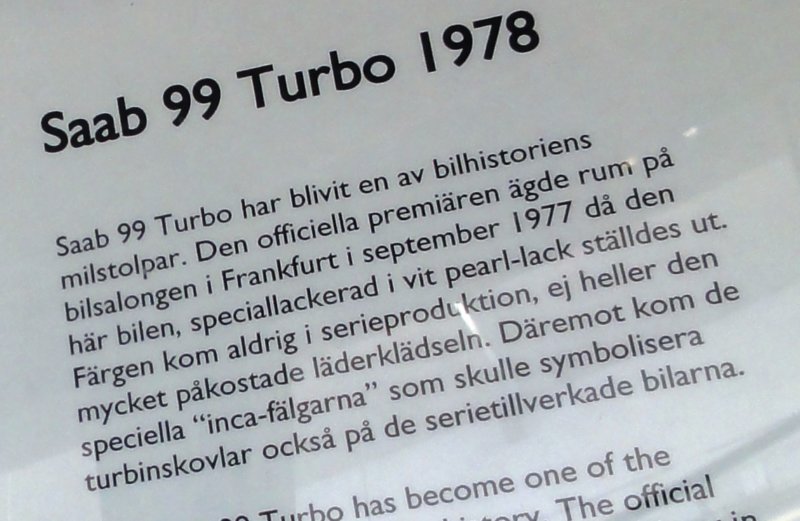 Saab 99 Turbo 1978
Saab 99 Turbo har blivit en av bilhistoriens
milstolpar. Den officiella premiären ägde rum på
bilsalongen i Frankfurt i september 1977 då den
här bilen, speciallackerad i vit pearl-lack ställdes ut.
Färgen kom aldrig i serieproduktion, ej heller den
mycket påkostade läderklädseln. Däremot kom de
speciella “inca-fälgarna” som skulle symbolisera
turbinskovlar också på de serietillverkade bilarna.
99 Turbo has become one of the
history. The official
in